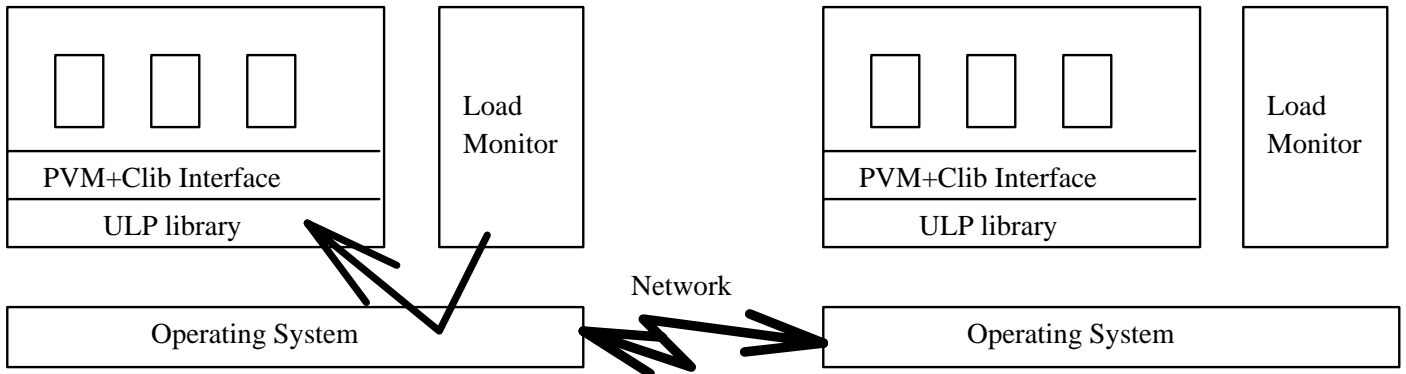 Load
Monitor
PVM+Clib Interface
ULP library
Operating System
Network
Load
Monitor
PVM+Clib Interface
ULP library
Operating System